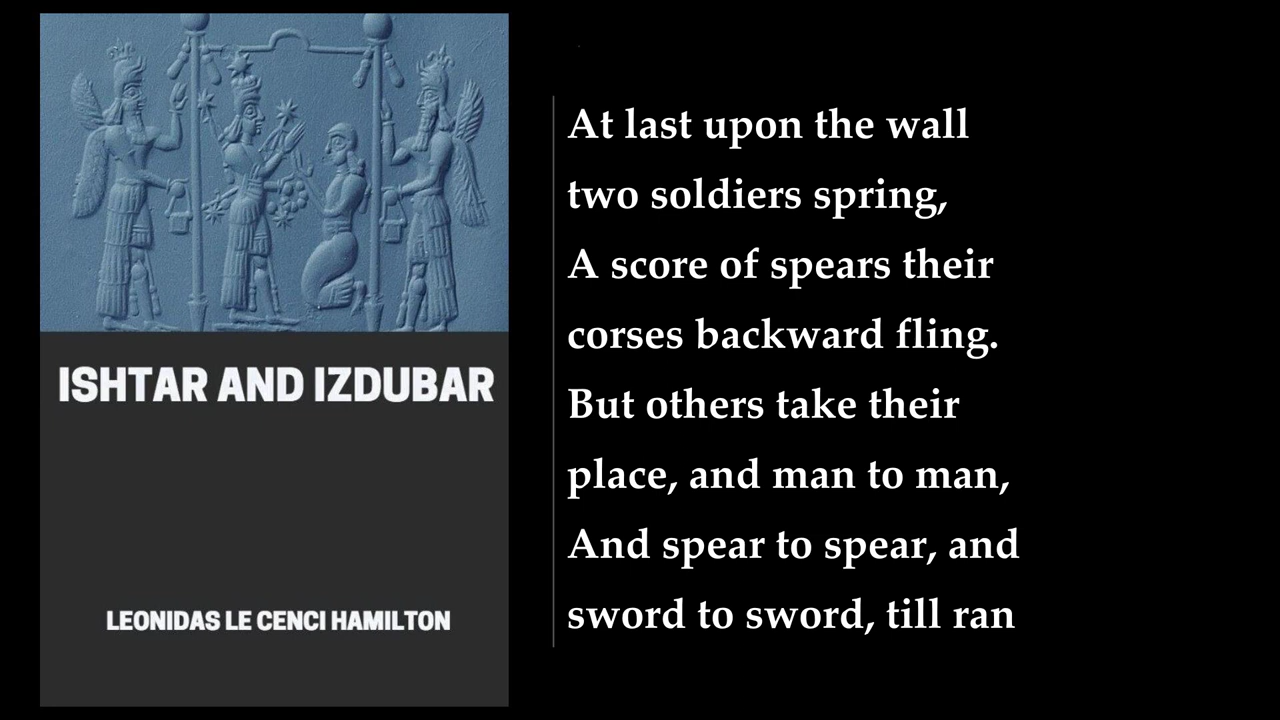 ISHTAR AND IZDUBAR
LEONIDAS LE CENCI HAMILTON
At last upon the wall
two soldiers spring,
A score of spears their
corses backward fling.
But others take their
place, and man to man,
And spear to spear, and
sword to sword, till ran